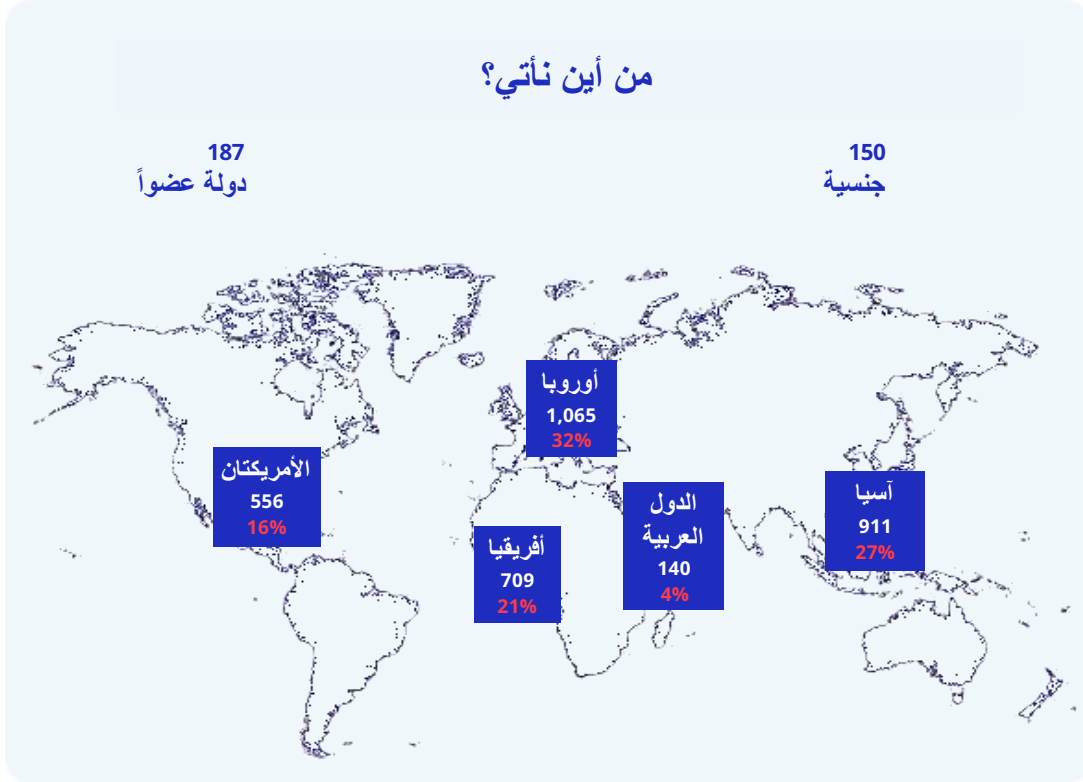 من أين نأتي؟
150
جنسية
187
دولة عضواً
أوروبا
1,065
32%
الأمريكتان
556
16%
آسيا
911
27%
الدول
العربية
140
4%
أفريقيا
709
21%